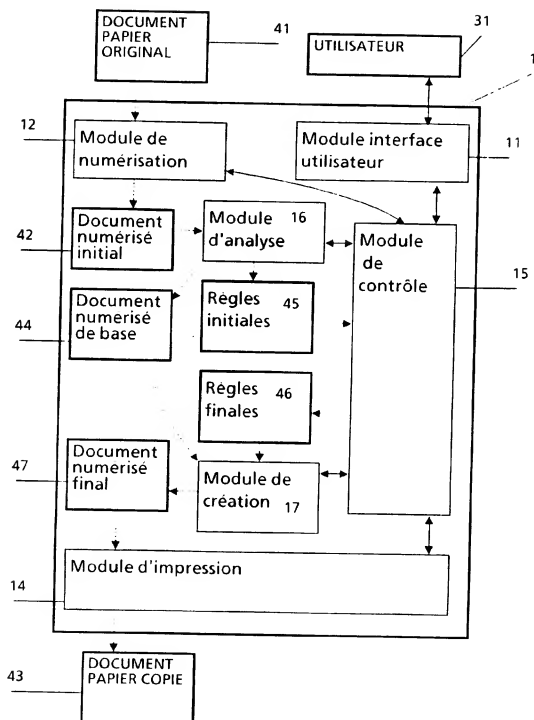 DOCUMENT
PAPIER
ORIGINAL
41
UTILISATEUR
31
1
12
Module de
numérisation
Module interface
utilisateur
11
42
Document
numérisé
initial
Module 16
d'analyse
Module
de
contrôle
15
44
Document
numerisé
de base
Règles 45
initiales
Règles
finales 46
47
Document
numérisé
final
Module de
création 17
Module d'impression
14
43
DOCUMENT
PAPIER COPIE